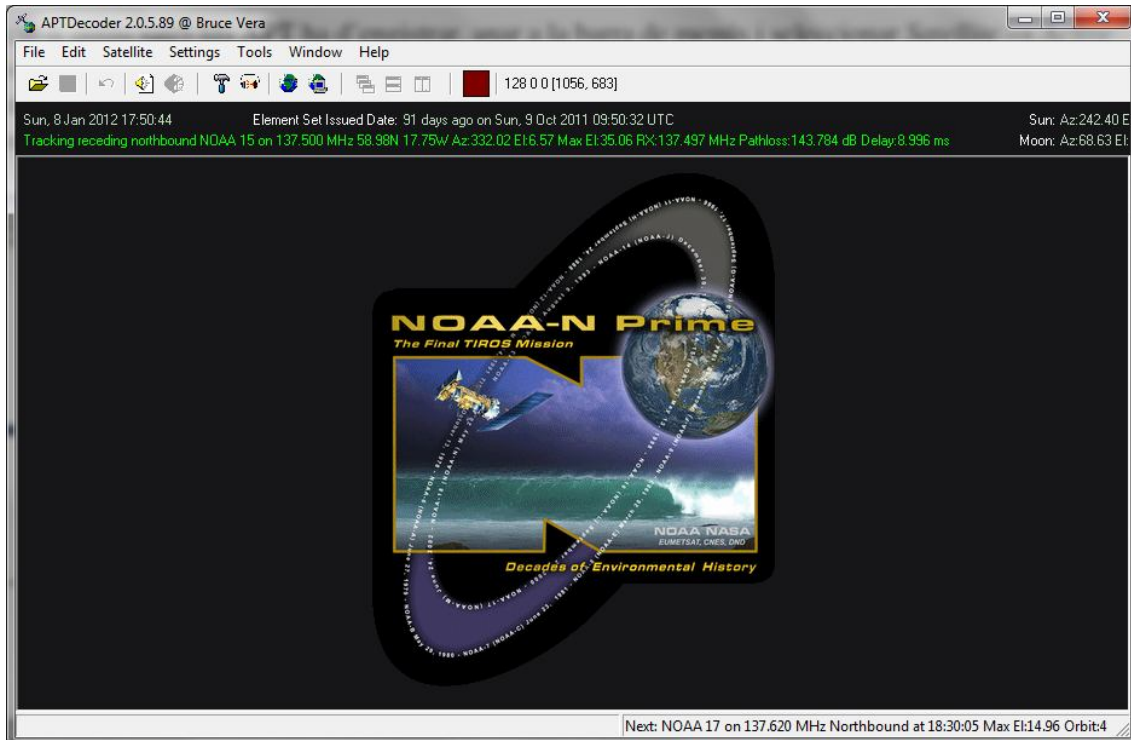 APTDecoder 2.0.5.89 @ Bruce Vera
File Edit Satellite Settings Tools Window Help
128 0 0 [1056, 683]
Sun, 8 Jan 2012 17:50:44 Element Set Issued Date: 91 days ago on Sun, 9 Oct 2011 09:50:32 UTC Sun: Az:242.40 E
Tracking receding northbound NOAA 15 on 137.500 MHz 58.98N 17.75W Az:332.02 El:6.57 Max El:35.06 RX:137.497 MHz Pathloss:143.784 dB Delay:8.996 ms Moon: Az:68.63 El:
NOAA-N Prime
The Final TIROS Mission
NOAA NASA
EUMETSAT, CNES, DND
Decades of Environmental History
Next: NOAA 17 on 137.620 MHz Northbound at 18:30:05 Max El:14.96 Orbit:4